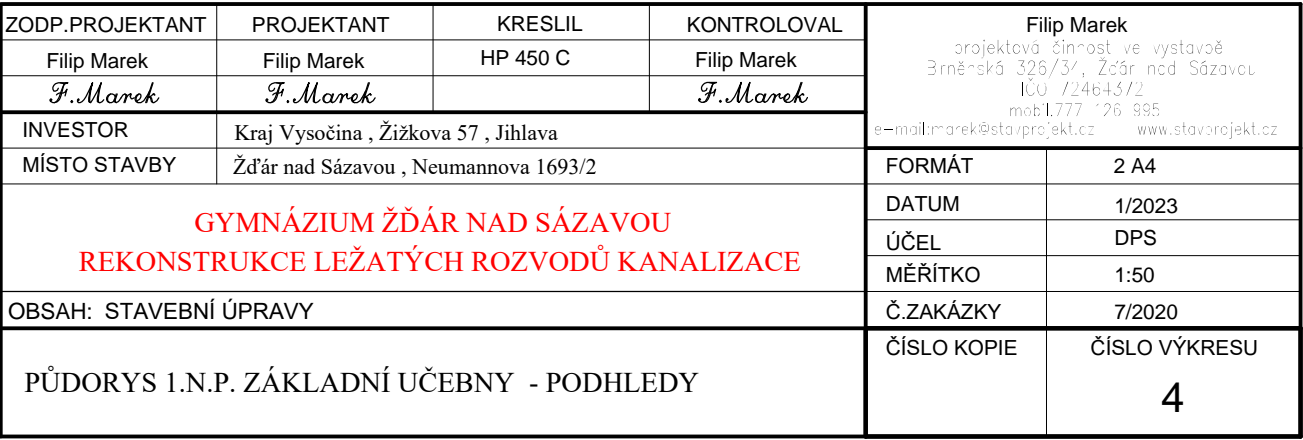 ZODP.PROJEKTANT PROJEKTANT KRESLIL KONTROLOVAL
Filip Marek Filip Marek HP 450 C Filip Marek
F.Marek F.Marek F.Marek
INVESTOR Kraj Vysočina , Žižkova 57 , Jihlava
MÍSTO STAVBY Žďár nad Sázavou , Neumannova 1693/2
GYMNÁZIUM ŽĎÁR NAD SÁZAVOU
REKONSTRUKCE LEŽATÝCH ROZVODŮ KANALIZACE
OBSAH: STAVEBNÍ ÚPRAVY
PŮDORYS 1.N.P. ZÁKLADNÍ UČEBNY - PODHLEDY
Filip Marek
projektová činnost ve výstavbě
Brněnská 326/34, Žďár nad Sázavou
IČO 72464372
mobil.777 126 995
e-mail:marek@stavprojekt.cz www.stavprojekt.cz
FORMÁT 2 A4
DATUM 1/2023
ÚČEL DPS
MĚŘÍTKO 1:50
Č.ZAKÁZKY 7/2020
ČÍSLO KOPIE ČÍSLO VÝKRESU
4